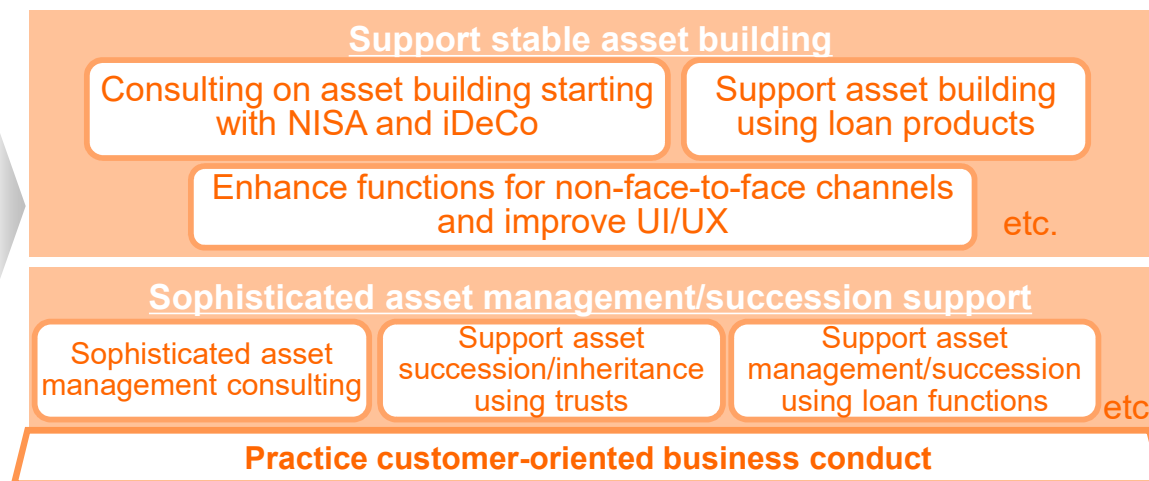 Support stable asset building
Consulting on asset building starting
with NISA and iDeCo
Support asset building
using loan products
Enhance functions for non-face-to-face channels
and improve UI/UX
etc.
Sophisticated asset management/succession support
Sophisticated asset
management consulting
Support asset
succession/inheritance
using trusts
Support asset
management/succession
using loan functions
etc
Practice customer-oriented business conduct